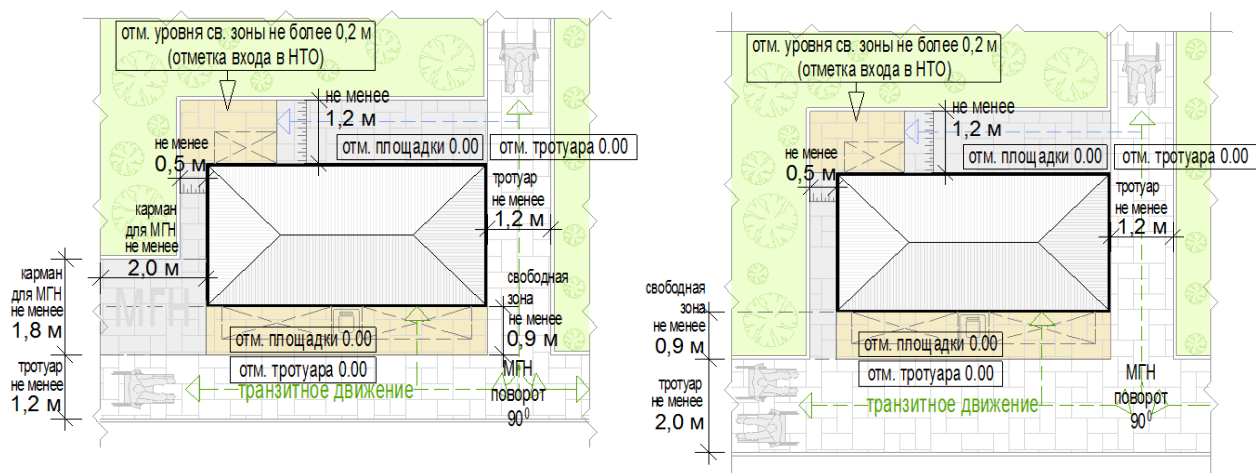 отм. уровня св. зоны не более 0,2 м
(отметка входа в НТО)
не менее
1,2 м
не менее
0,5 м
отм. площадки 0.00
отм. тротуара 0.00
тротуар
не менее
1,2 м
карман
для МГН
не менее
2,0 м
карман
для МГН
не менее
1,8 м
МГН
свободная
зона
не менее
0,9 м
отм. площадки 0.00
отм. тротуара 0.00
тротуар
не менее
1,2 м
транзитное движение
МГН
поворот
90⁰
отм. уровня св. зоны не более 0,2 м
(отметка входа в НТО)
не менее
1,2 м
не менее
0,5 м
отм. площадки 0.00
отм. тротуара 0.00
тротуар
не менее
1,2 м
свободная
зона
не менее
0,9 м
отм. площадки 0.00
отм. тротуара 0.00
тротуар
не менее
2,0 м
транзитное движение
МГН
поворот
90⁰